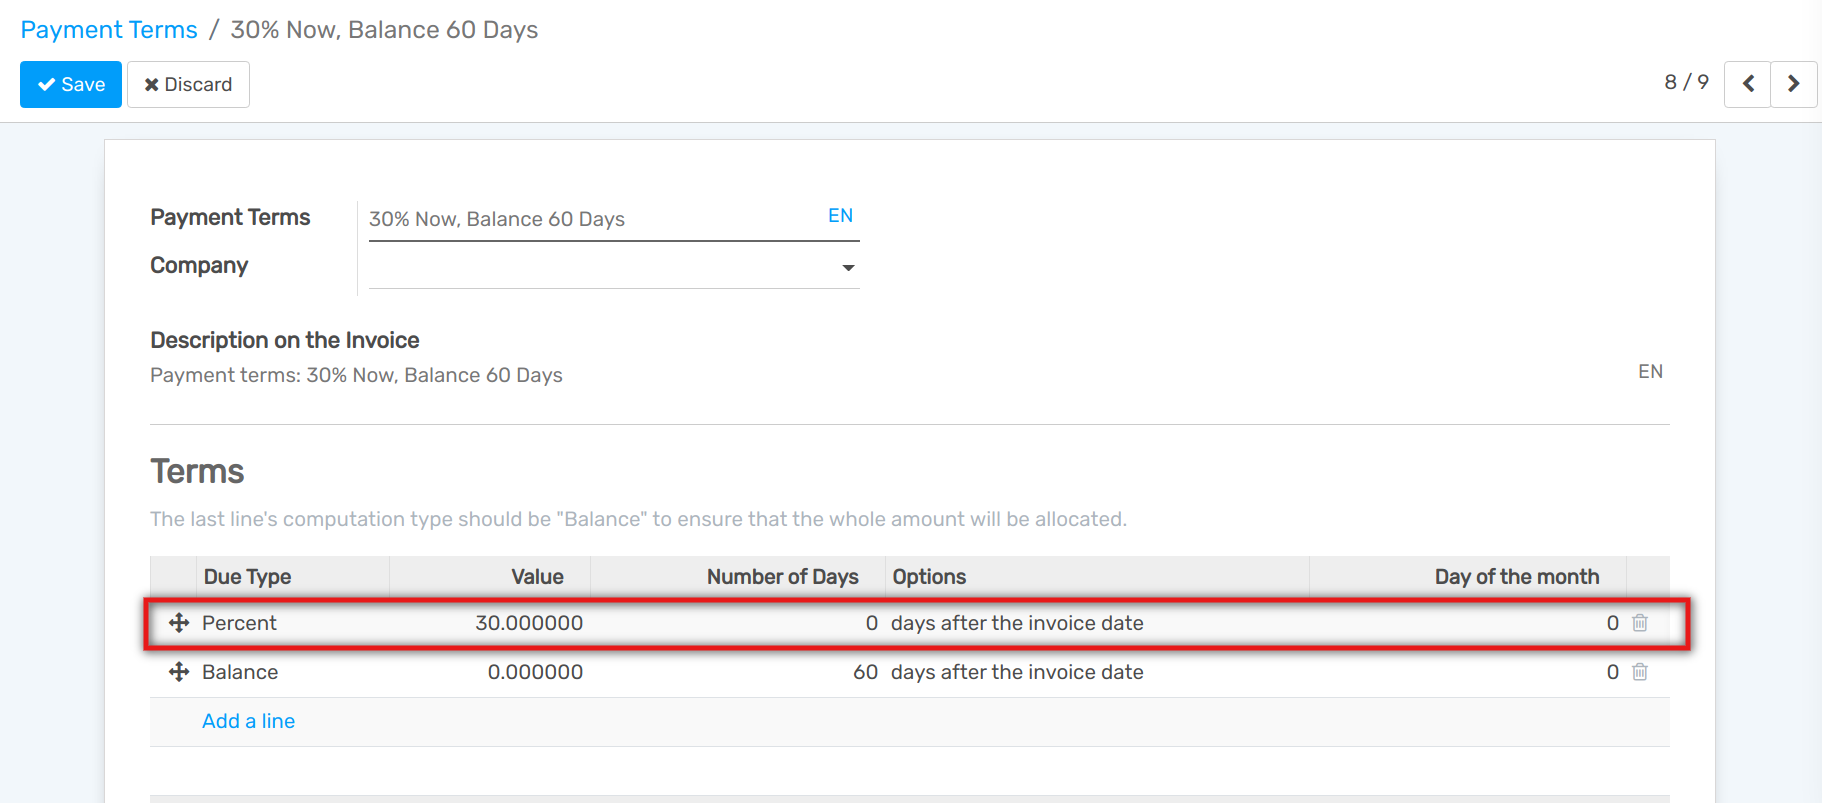 Payment Terms / 30% Now, Balance 60 Days
Save Discard 8 / 9
Payment Terms 30% Now, Balance 60 Days EN
Company
Description on the Invoice
Payment terms: 30% Now, Balance 60 Days EN
Terms
The last line's computation type should be "Balance" to ensure that the whole amount will be allocated.
Due Type Value Number of Days Options Day of the month
Percent 30.000000 0 days after the invoice date 0
Balance 0.000000 60 days after the invoice date 0
Add a line